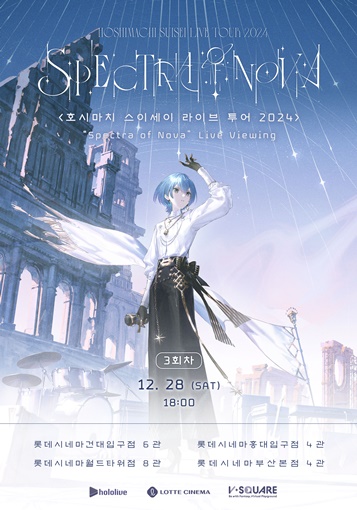 HOSHIMACHI SUISEI LIVE TOUR 2024
SPECTRA OF NOVA
<호시마치 스이세이 라이브 투어 2024>
"Spectra of Nova" Live Viewing
3회차
12. 28 (SAT)
18:00
롯데시네마건대입구점 6관 롯데시네마홍대입구점 4관
롯데시네마월드타워점 8관 롯데시네마부산본점 4관
hololive LOTTE CINEMA V-SQUARE